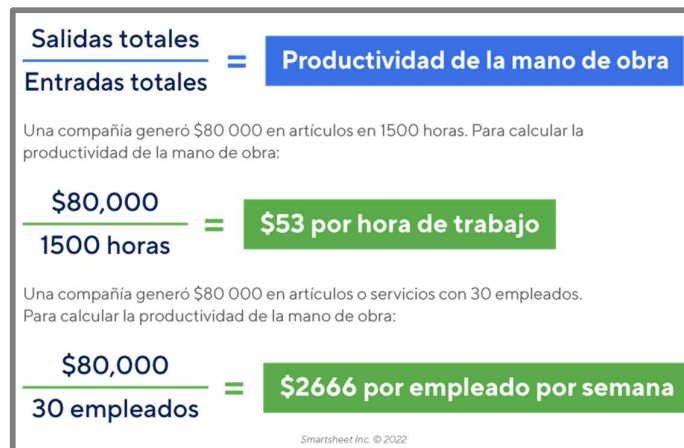 Salidas totales
Entradas totales
=
Productividad de la mano de obra
Una compañía generó $80 000 en artículos en 1500 horas. Para calcular la
productividad de la mano de obra:
$80,000
1500 horas
=
$53 por hora de trabajo
Una compañía generó $80 000 en artículos o servicios con 30 empleados.
Para calcular la productividad de la mano de obra:
$80,000
30 empleados
=
$2666 por empleado por semana
Smartsheet Inc. © 2022